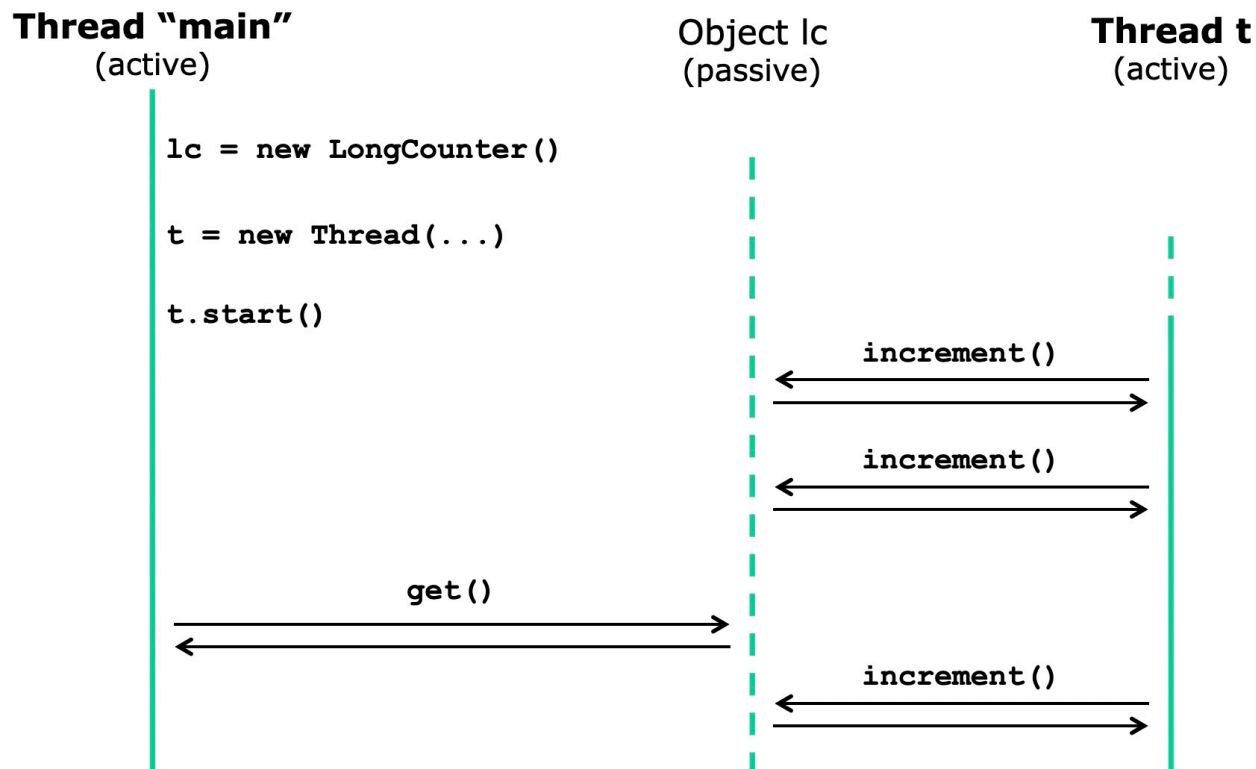 Thread “main”
(active)
Object lc
(passive)
Thread t
(active)
lc = new LongCounter()
t = new Thread(...)
t.start()
increment()
increment()
get()
increment()